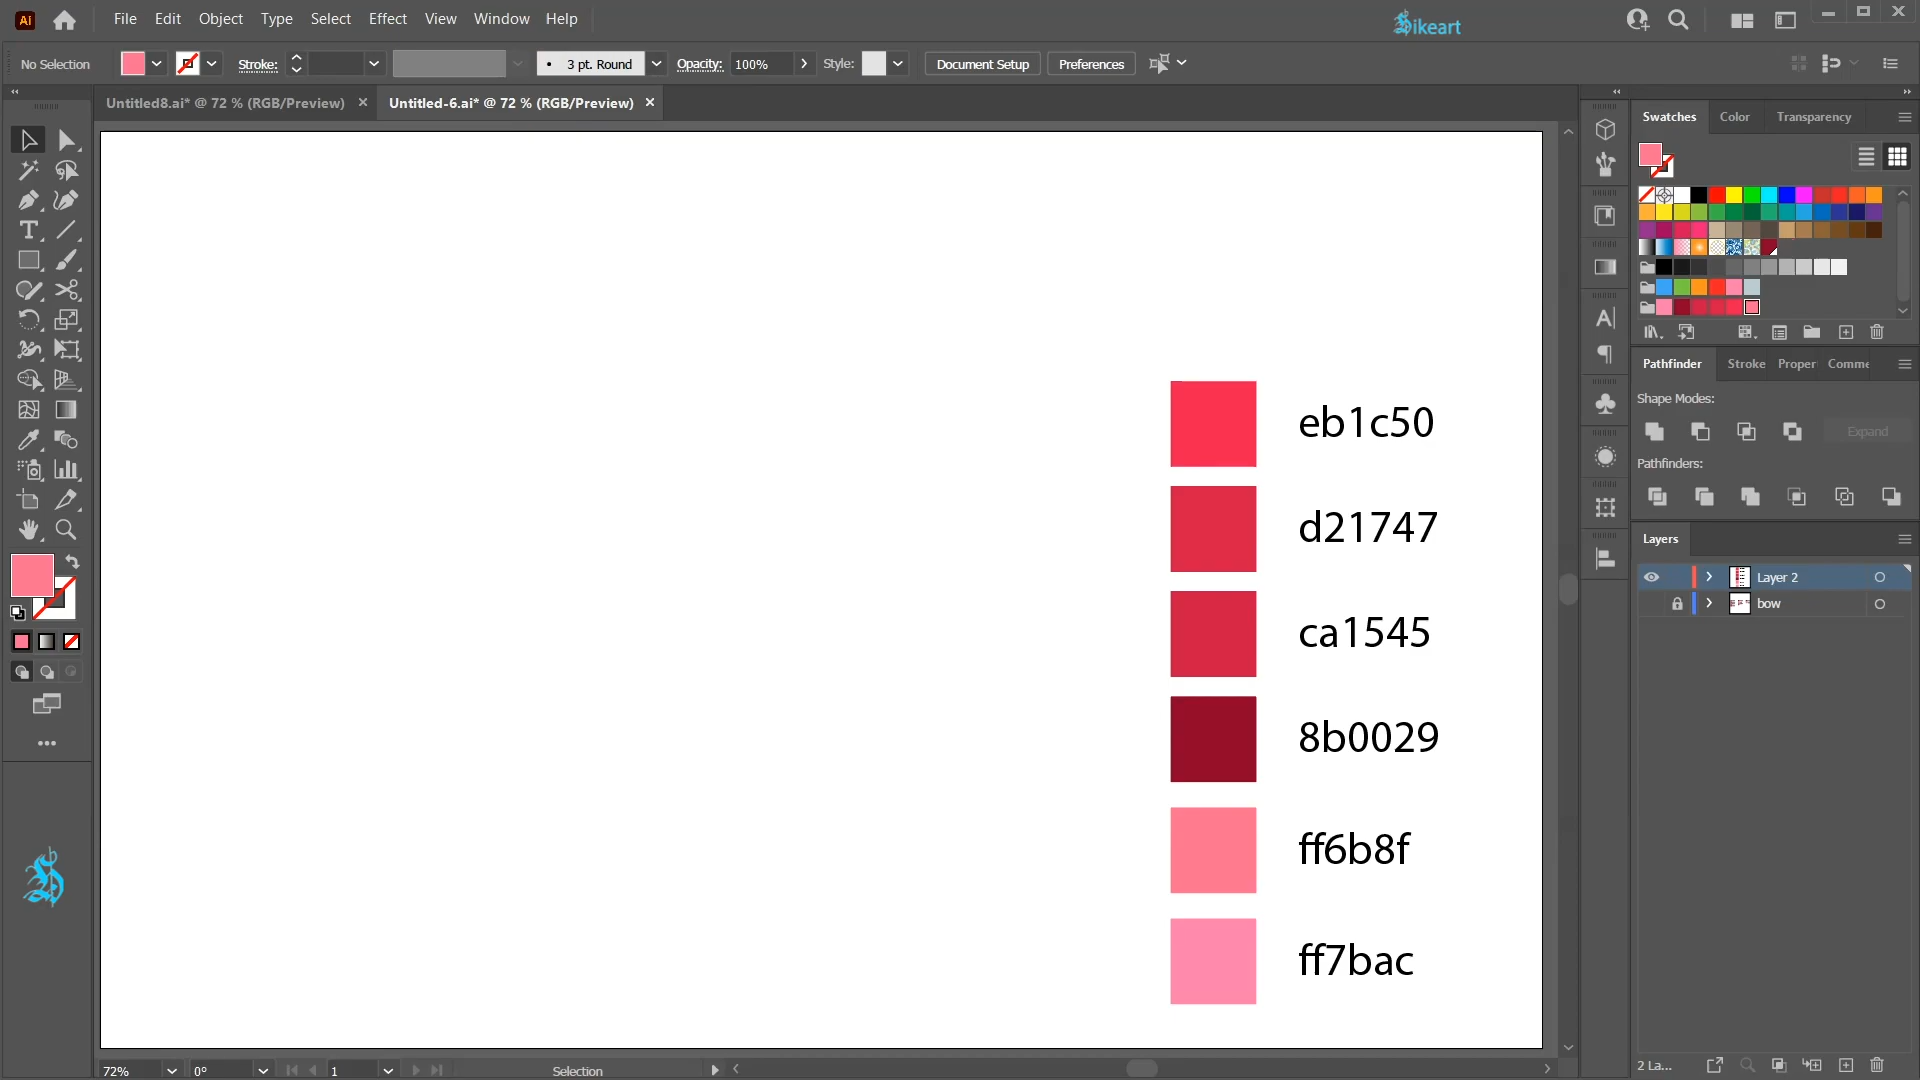 Ai File Edit Object Type Select Effect View Window Help Sikeart
No Selection Stroke: 3 pt. Round Opacity: 100% Style: Document Setup Preferences
Untitled8.ai* @ 72 % (RGB/Preview) Untitled-6.ai* @ 72 % (RGB/Preview)
Swatches Color Transparency
Pathfinder Stroke Proper Comme
Shape Modes:
Expand
Pathfinders:
Layers
Layer 2
bow
eb1c50
d21747
ca1545
8b0029
ff6b8f
ff7bac
72% 0° 1 Selection
2 La...